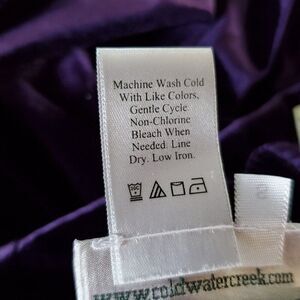 Machine Wash Cold
With Like Colors,
Gentle Cycle
Non-Chlorine
Bleach When
Needed. Line
Dry. Low Iron.
www.coldwatercreek.com